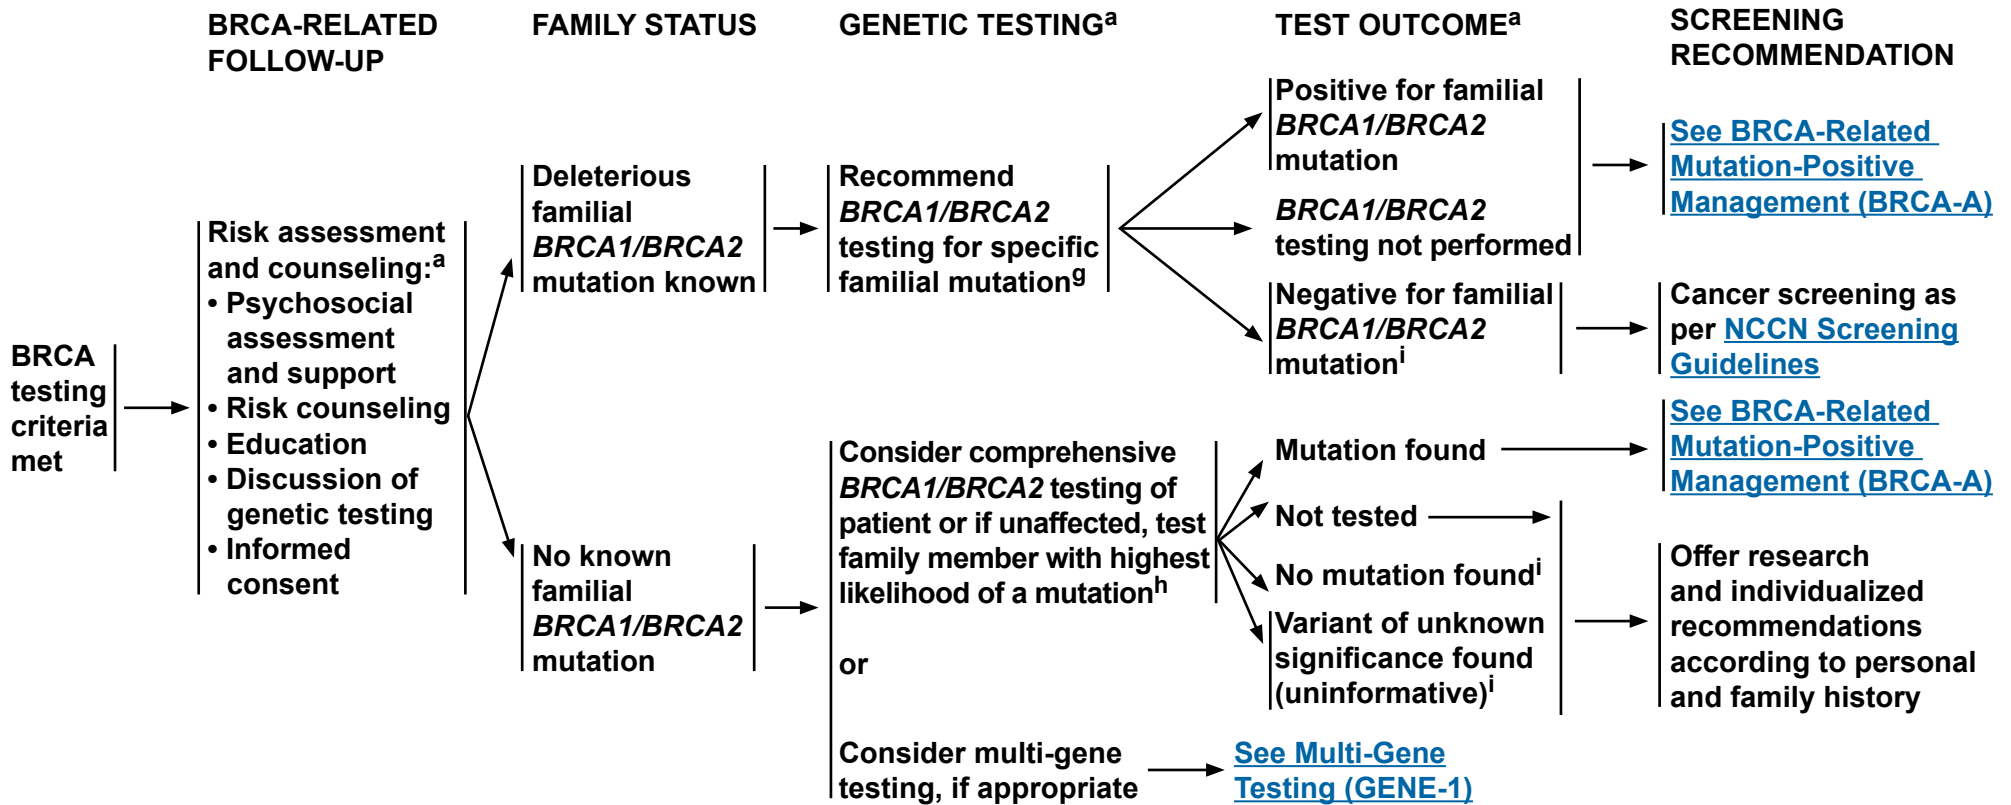 BRCA-RELATED
FOLLOW-UP
FAMILY STATUS
GENETIC TESTINGa
TEST OUTCOMEa
SCREENING
RECOMMENDATION
BRCA
testing
criteria
met
Risk assessment
and counseling:a
• Psychosocial
assessment
and support
• Risk counseling
• Education
• Discussion of
genetic testing
• Informed
consent
Deleterious
familial
BRCA1/BRCA2
mutation known
Recommend
BRCA1/BRCA2
testing for specific
familial mutationg
Positive for familial
BRCA1/BRCA2
mutation
BRCA1/BRCA2
testing not performed
See BRCA-Related
Mutation-Positive
Management (BRCA-A)
Negative for familial
BRCA1/BRCA2
mutationi
Cancer screening as
per NCCN Screening
Guidelines
No known
familial
BRCA1/BRCA2
mutation
Consider comprehensive
BRCA1/BRCA2 testing of
patient or if unaffected, test
family member with highest
likelihood of a mutationh
or
Consider multi-gene
testing, if appropriate
Mutation found
See BRCA-Related
Mutation-Positive
Management (BRCA-A)
Not tested
No mutation foundi
Variant of unknown
significance found
(uninformative)i
Offer research
and individualized
recommendations
according to personal
and family history
See Multi-Gene
Testing (GENE-1)